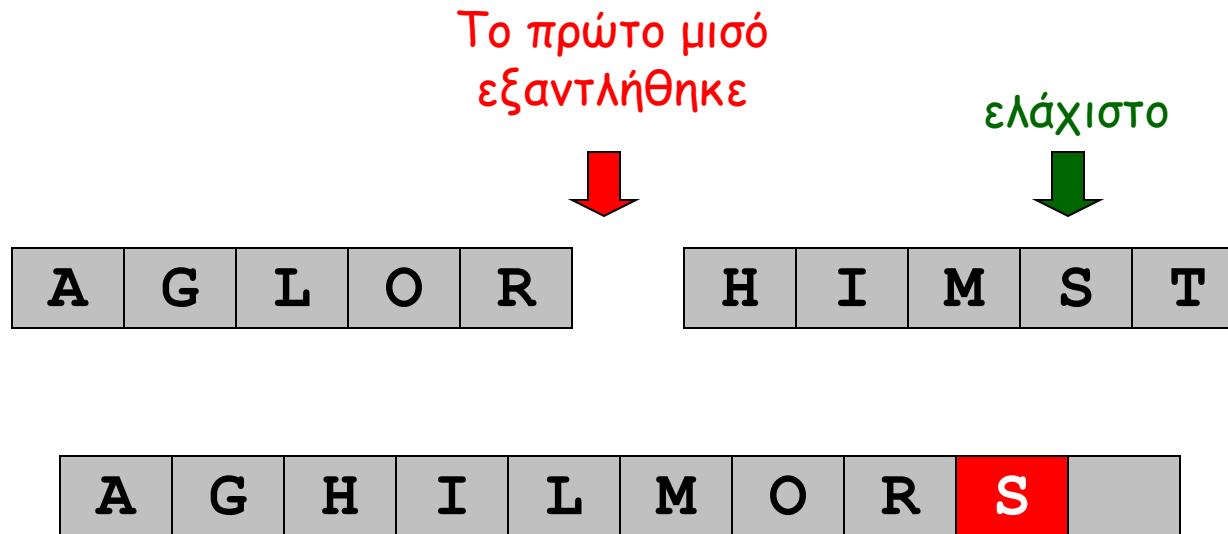 Το πρώτο μισό
εξαντλήθηκε
ελάχιστο
A G L O R H I M S T
A G H I L M O R S